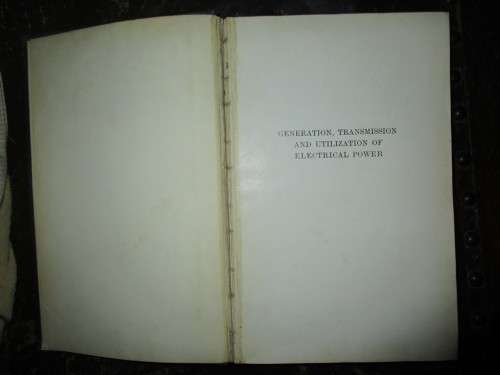 GENERATION, TRANSMISSION
AND UTILIZATION OF
ELECTRICAL POWER